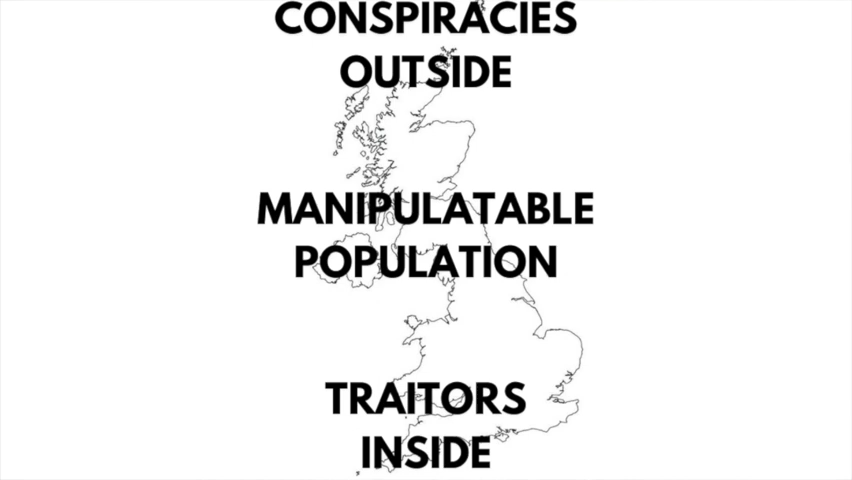 CONSPIRACIES
OUTSIDE
MANIPULATABLE
POPULATION
TRAITORS
INSIDE